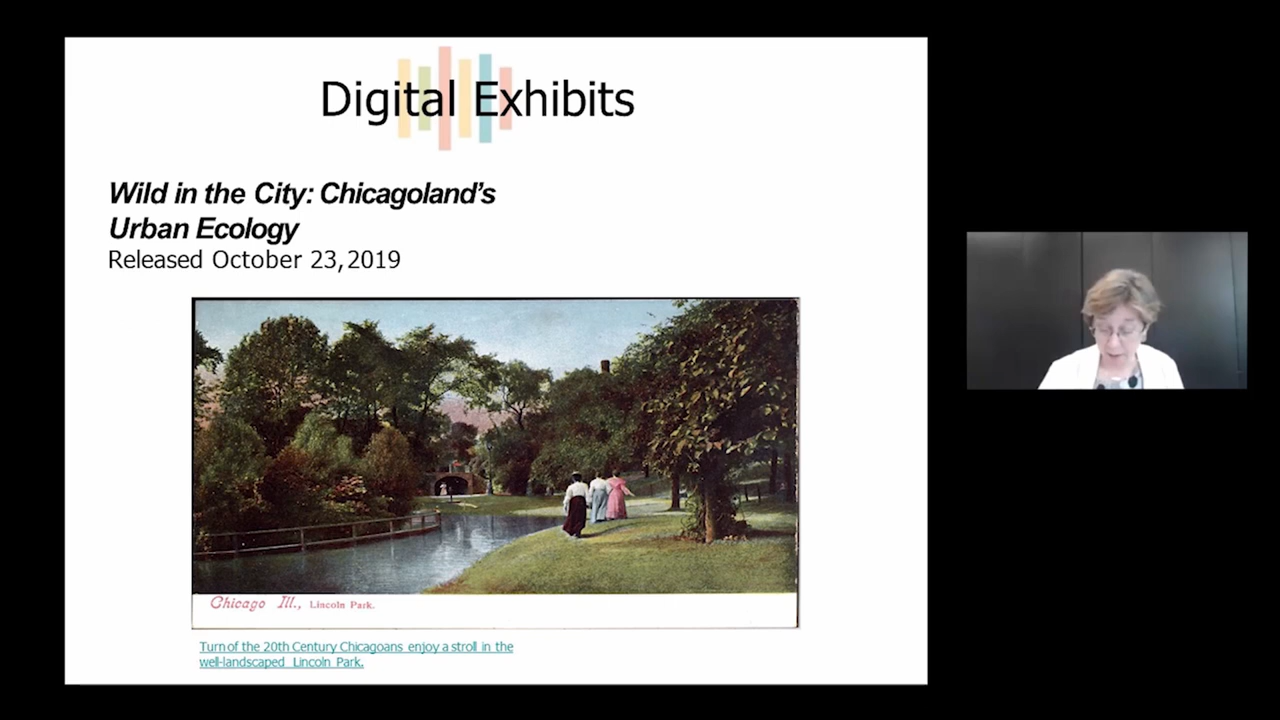 Digital Exhibits
Wild in the City: Chicagoland's
Urban Ecology
Released October 23, 2019
Chicago Ill., Lincoln Park.
Turn of the 20th Century Chicagoans enjoy a stroll in the
well-landscaped Lincoln Park.